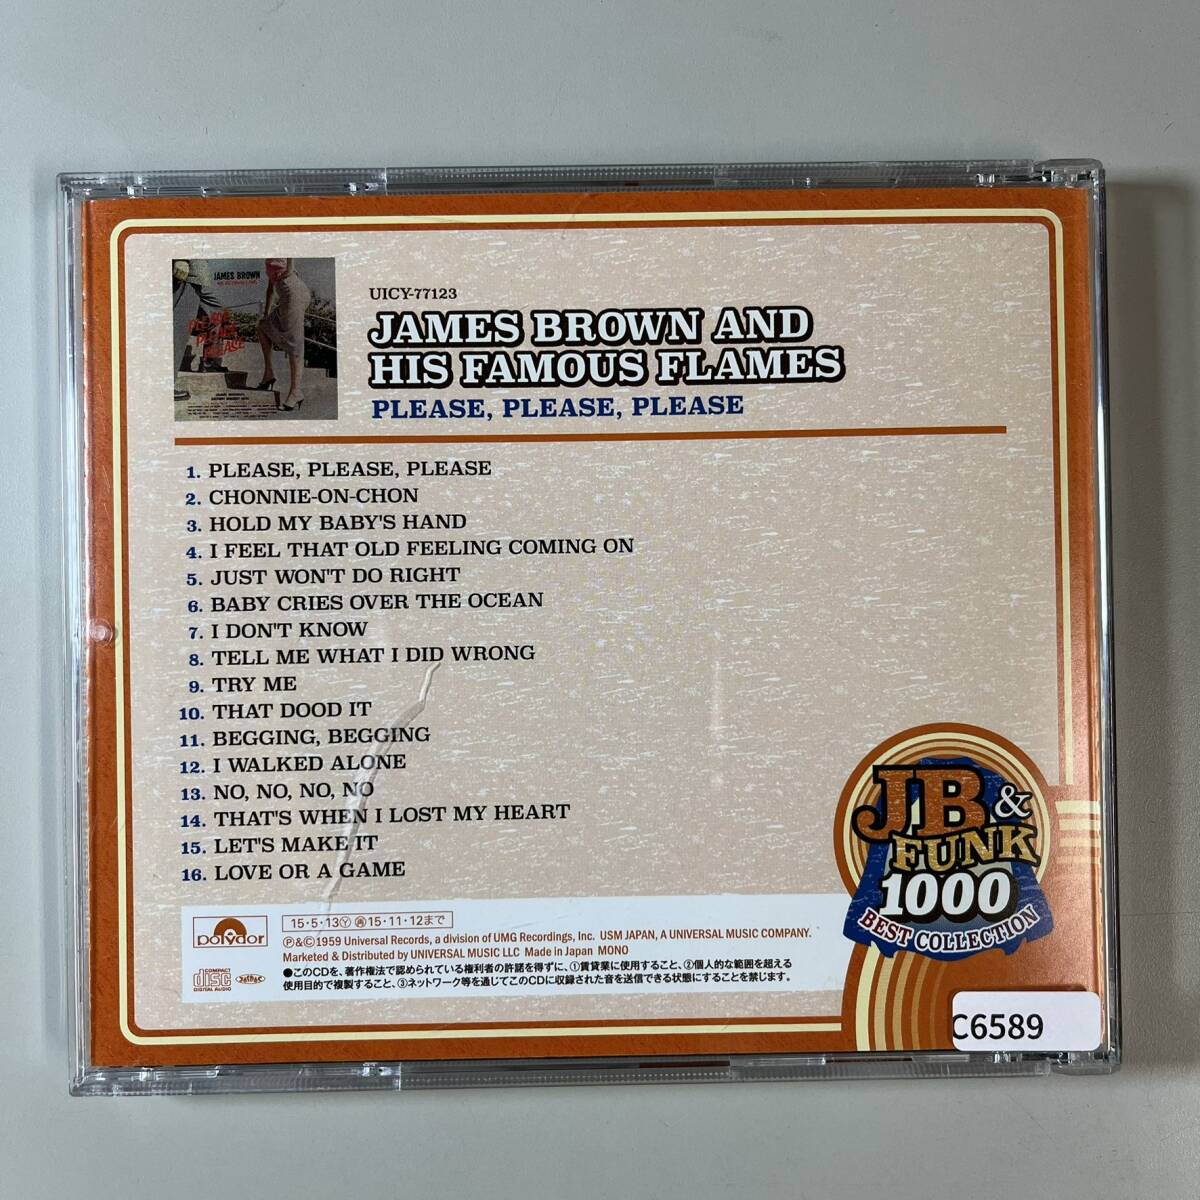 JAMES BROWN
PLEASE
PLEASE
PLEASE
UICY-77123
JAMES BROWN AND
HIS FAMOUS FLAMES
PLEASE, PLEASE, PLEASE
1. PLEASE, PLEASE, PLEASE
2. CHONNIE-ON-CHON
3. HOLD MY BABY'S HAND
4. I FEEL THAT OLD FEELING COMING ON
5. JUST WON'T DO RIGHT
6. BABY CRIES OVER THE OCEAN
7. I DON'T KNOW
8. TELL ME WHAT I DID WRONG
9. TRY ME
10. THAT DOOD IT
11. BEGGING, BEGGING
12. I WALKED ALONE
13. NO, NO, NO, NO
14. THAT'S WHEN I LOST MY HEART
15. LET'S MAKE IT
16. LOVE OR A GAME
JB &
FUNK
1000
BEST COLLECTION
polydor
15・5・13Ⓨ 再15・11・12まで
Ⓟ&Ⓒ1959 Universal Records, a division of UMG Recordings, Inc. USM JAPAN, A UNIVERSAL MUSIC COMPANY.
Marketed & Distributed by UNIVERSAL MUSIC LLC Made in Japan MONO
COMPACT
disc
DIGITAL AUDIO
●このCDを、著作権法で認められている権利者の許諾を得ずに、①賃貸業に使用すること、②個人的な範囲を超える
使用目的で複製すること、③ネットワーク等を通じてこのCDに収録された音を送信できる状態にすることを禁じます。
C6589